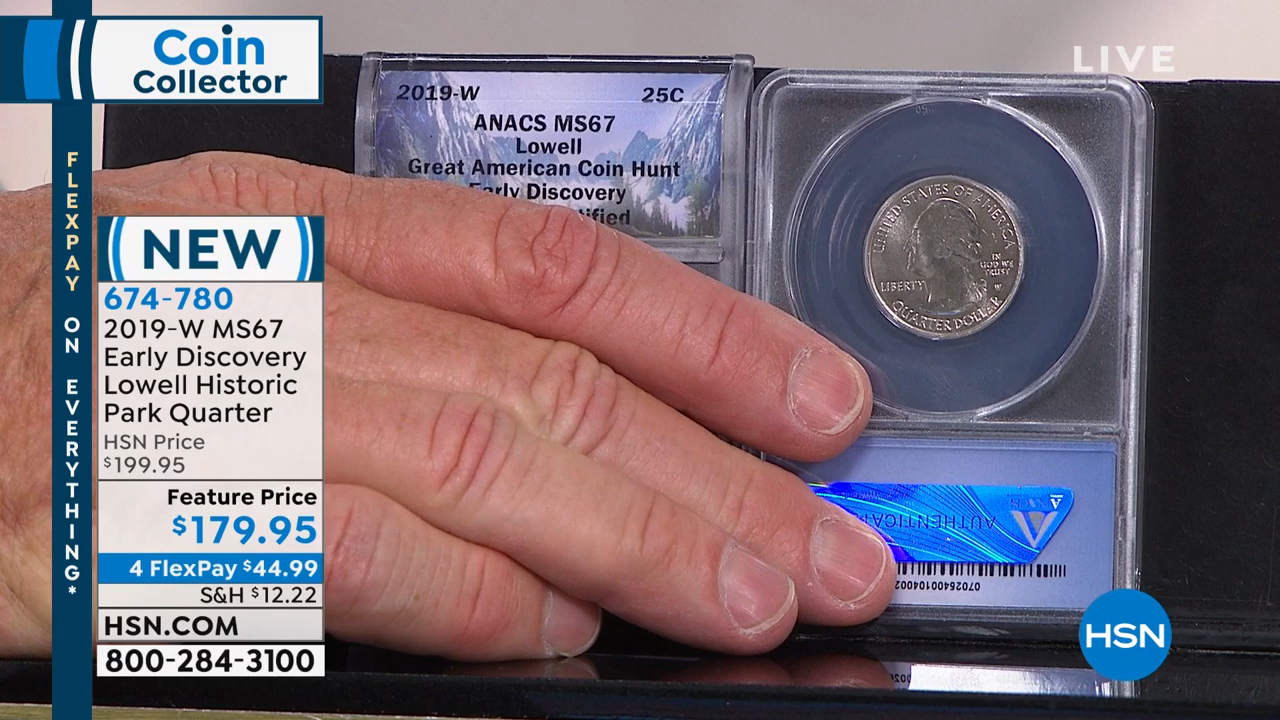 Coin
Collector
LIVE
FLEXPAY ON EVERYTHING*
NEW
674-780
2019-W MS67
Early Discovery
Lowell Historic
Park Quarter
HSN Price
$199.95
Feature Price
$179.95
4 FlexPay $44.99
S&H $12.22
HSN.COM
800-284-3100
2019-W 25C
ANACS MS67
Lowell
Great American Coin Hunt
Early Discovery
UNITED STATES OF AMERICA
IN
GOD WE
TRUST
LIBERTY
W
QUARTER DOLLAR
ANACS
HSN